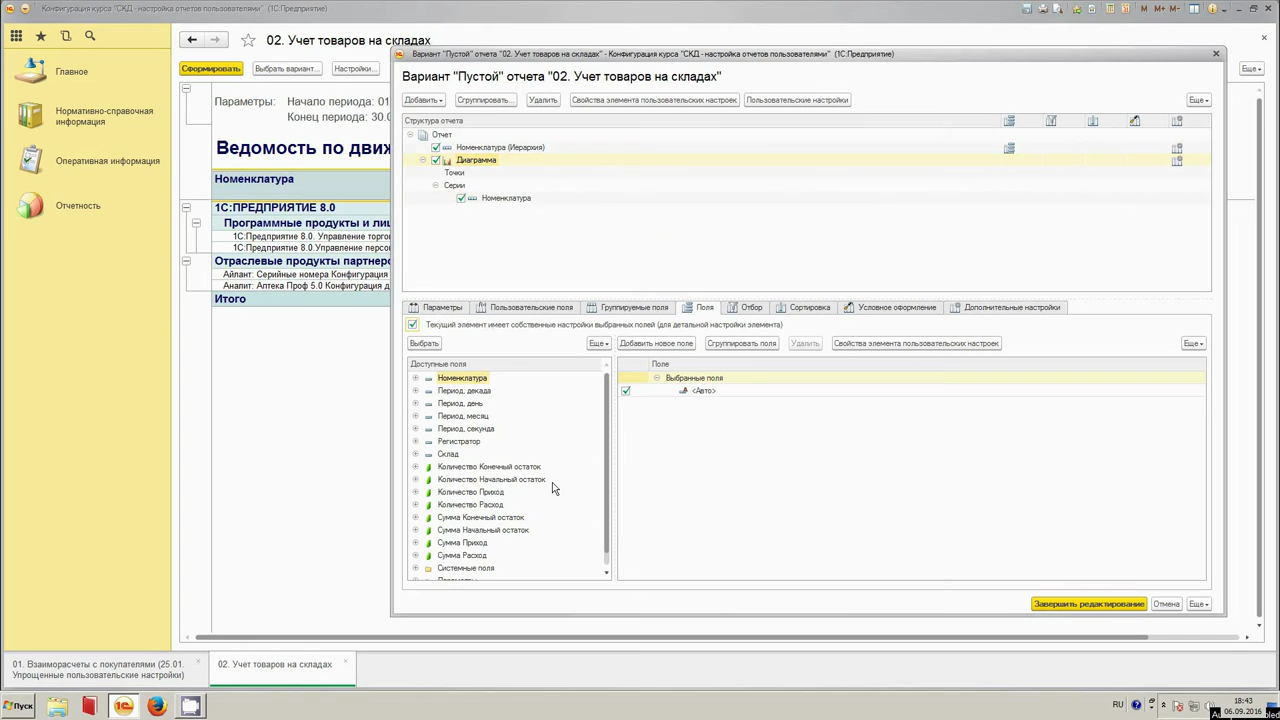 Конфигурация курса "СКД - настройка отчетов пользователями" (1С:Предприятие)
M M+ M-
Главное
Нормативно-справочная
информация
Оперативная информация
Отчетность
02. Учет товаров на складах
Сформировать
Выбрать вариант...
Настройки...
Еще
Параметры: Начало периода: 01
Конец периода: 30.0
Ведомость по движ
Номенклатура
1С:ПРЕДПРИЯТИЕ 8.0
Программные продукты и лиц
1С:Предприятие 8.0. Управление торгов
1С:Предприятие 8.0.Управление персо
Отраслевые продукты партнеро
Айлант: Серийные номера Конфигурация
Аналит: Аптека Проф 5.0 Конфигурация д
Итого
Вариант "Пустой" отчета "02. Учет товаров на складах" - Конфигурация курса "СКД - настройка отчетов пользователями" (1С:Предприятие)
Вариант "Пустой" отчета "02. Учет товаров на складах"
Добавить
Сгруппировать...
Удалить
Свойства элемента пользовательских настроек
Пользовательские настройки
Еще
Структура отчета
Отчет
Номенклатура (Иерархия)
Диаграмма
Точки
Серии
Номенклатура
Параметры
Пользовательские поля
Группируемые поля
Поля
Отбор
Сортировка
Условное оформление
Дополнительные настройки
Текущий элемент имеет собственные настройки выбранных полей (для детальной настройки элемента)
Выбрать
Еще
Добавить новое поле
Сгруппировать поля
Удалить
Свойства элемента пользовательских настроек
Еще
Доступные поля
Номенклатура
Период, декада
Период, день
Период, месяц
Период, секунда
Регистратор
Склад
Количество Конечный остаток
Количество Начальный остаток
Количество Приход
Количество Расход
Сумма Конечный остаток
Сумма Начальный остаток
Сумма Приход
Сумма Расход
Системные поля
Поле
Выбранные поля
<Авто>
Завершить редактирование
Отмена
Еще
01. Взаиморасчеты с покупателями (25.01.
Упрощенные пользовательские настройки)
02. Учет товаров на складах
Пуск
RU
18:43
06.09.2016